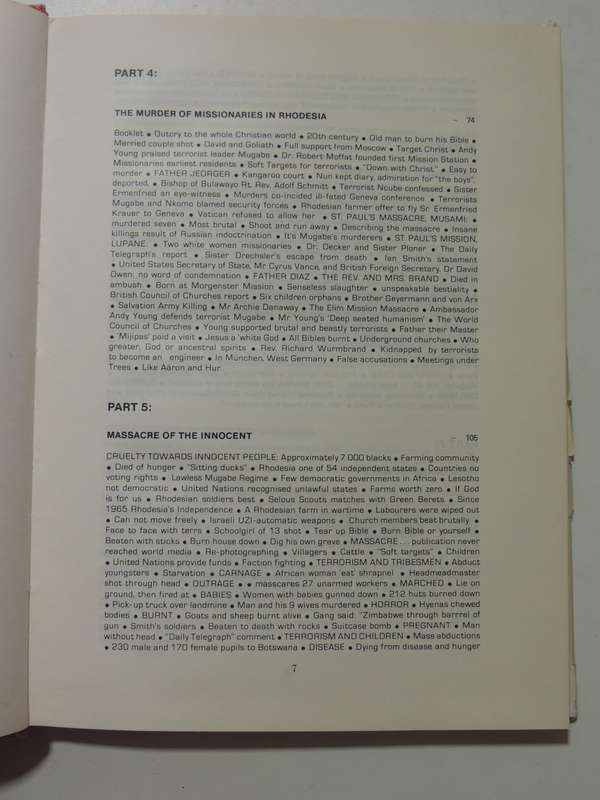 PART 4:
THE MURDER OF MISSIONARIES IN RHODESIA – 74
Booklet • Outcry to the whole Christian world • 20th century • Old man to burn his Bible •
Married couple shot • David and Goliath • Full support from Moscow • Target Christ • Andy
Young praised terrorist leader Mugabe • Dr. Robert Moffat founded first Mission Station •
Missionaries earliest residents • Soft Targets for terrorists • "Down with Christ" • Easy to
murder • FATHER JEORGER • Kangaroo court • Nun kept diary, admiration for "the boys",
deported, • Bishop of Bulawayo Rt. Rev. Adolf Schmitt • Terrorist Ncube confessed • Sister
Ermenfried an eye-witness • Murders co-incided ill-fated Geneva conference • Terrorists
Mugabe and Nkomo blamed security forces • Rhodesian farmer offer to fly Sr. Ermenfried
Krauer to Geneva • Vatican refused to allow her • ST. PAUL'S MASSACRE, MUSAMI: •
murdered seven • Most brutal • Shoot and run away • Describing the massacre • Insane
killings result of Russian indoctrination • It's Mugabe's murderers • ST PAUL'S MISSION,
LUPANE: • Two white women missionaries • Dr. Decker and Sister Ploner • The Daily
Telegraph's report • Sister Drechsler's escape from death • Ian Smith's statement
• United States Secretary of State, Mr Cyrus Vance, and British Foreign Secretary, Dr David
Owen: no word of condemnation • FATHER DIAZ • THE REV. AND MRS BRAND • Died in
ambush • Born at Morgenster Mission • Senseless slaughter • unspeakable bestiality •
British Council of Churches report • Six children orphans • Brother Geyermann and von Arx
• Salvation Army Killing • Mr Archie Danaway • The Elim Mission Massacre • Ambassador
Andy Young defends terrorist Mugabe • Mr Young's 'Deep seated humanism' • The World
Council of Churches • Young supported brutal and beastly terrorists • Father their Master
• 'Mijipas' paid a visit • Jesus a 'white God • All Bibles burnt • Underground churches • Who
greater, God or ancestral spirits • Rev. Richard Wurmbrand • Kidnapped by terrorists
to become an engineer • In München, West Germany • False accusations • Meetings under
Trees • Like Aäron and Hur.
PART 5:
MASSACRE OF THE INNOCENT – 105
CRUELTY TOWARDS INNOCENT PEOPLE: Approximately 7 000 blacks • Farming community
• Died of hunger • "Sitting ducks" • Rhodesia one of 54 independent states • Countries no
voting rights • Lawless Mugabe Regime • Few democratic governments in Africa • Lesotho
not democratic • United Nations recognised unlawful states • Farms worth zero • If God
is for us • Rhodesian soldiers best • Selous Scouts matches with Green Berets • Since
1965 Rhodesia's Independence • A Rhodesian farm in wartime • Labourers were wiped out
• Can not move freely • Israeli UZI-automatic weapons • Church members beat brutally •
Face to face with terrs • Schoolgirl of 13 shot • Tear up Bible • Burn Bible or yourself •
Beaten with sticks • Burn house down • Dig his own grave • MASSACRE ... publication never
reached world media • Re-photographing • Villagers • Cattle • "Soft targets" • Children
• United Nations provide funds • Faction fighting • TERRORISM AND TRIBESMEN • Abduct
youngsters • Starvation • CARNAGE • African woman 'eat' shrapnel • Headmeadmaster
shot through head • OUTRAGE • • masscares 27 unarmed workers • MARCHED • Lie on
ground, then fired at • BABIES • Women with babies gunned down • 212 huts burned down
• Pick-up truck over landmine • Man and his 9 wives murdered • HORROR • Hyenas chewed
bodies • BURNT • Goats and sheep burnt alive • Gang said: "Zimbabwe through barrrel of
gun • Smith's soldiers • Beaten to death with rocks • Suitcase bomb • PREGNANT • Man
without head • "Daily Telegraph" comment • TERRORISM AND CHILDREN • Mass abductions
• 230 male and 170 female pupils to Botswana • DISEASE • Dying from disease and hunger
7